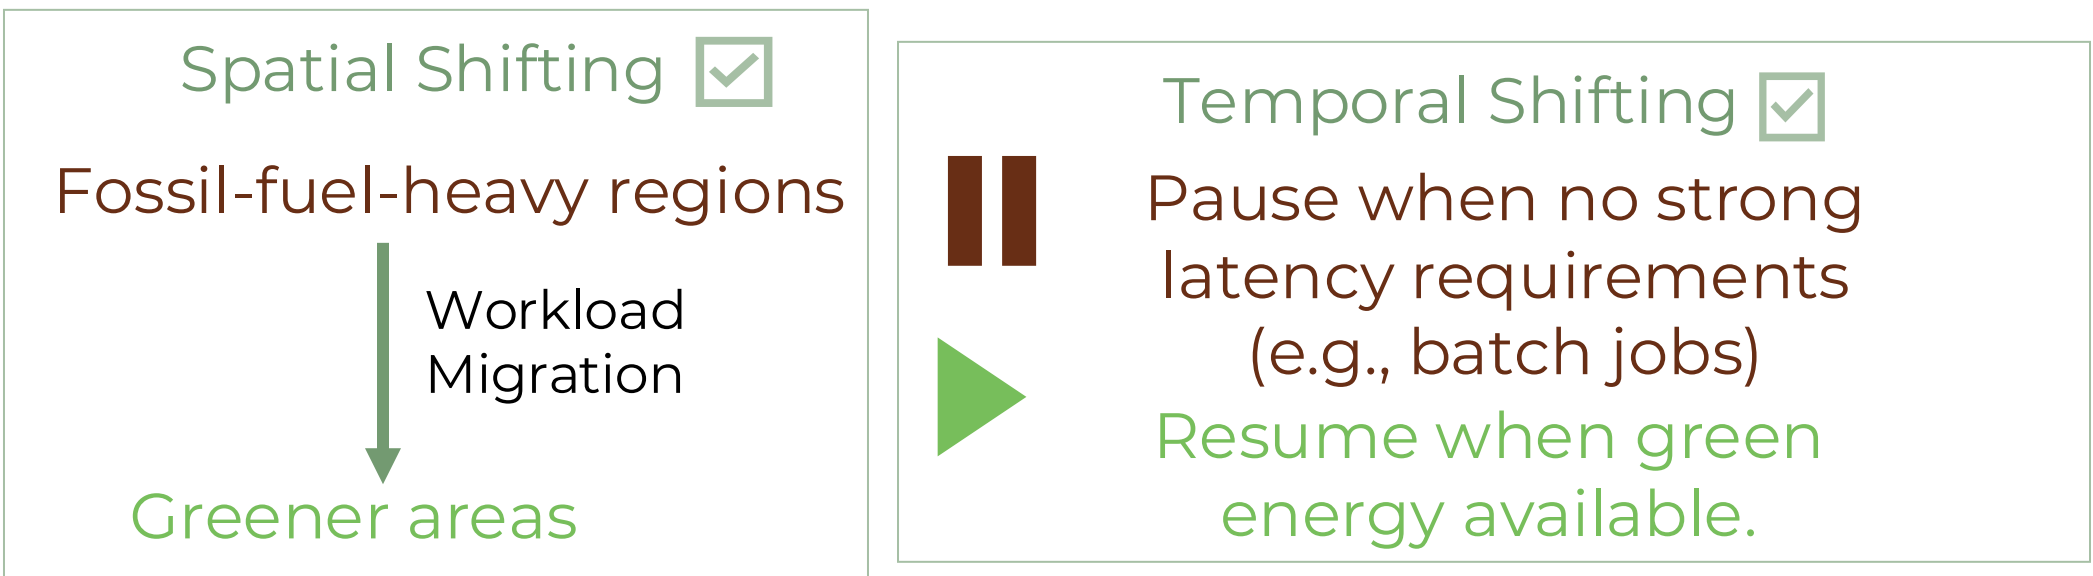 Spatial Shifting
Fossil-fuel-heavy regions
Workload
Migration
Greener areas
Temporal Shifting
Pause when no strong
latency requirements
(e.g., batch jobs)
Resume when green
energy available.